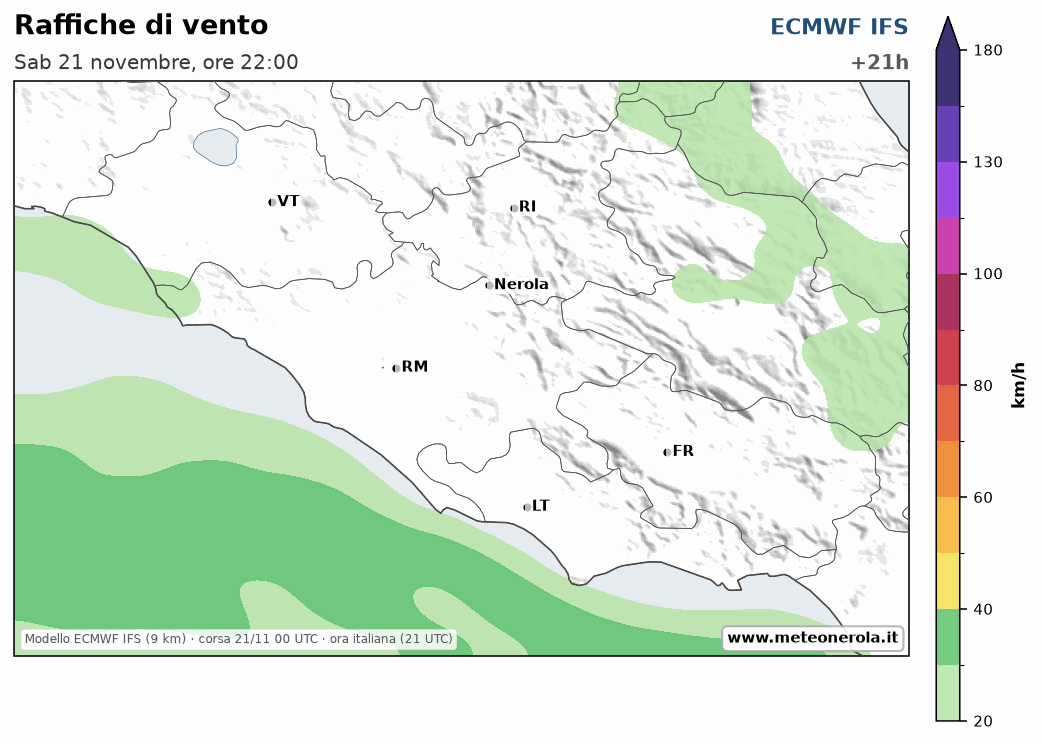 Raffiche di vento
ECMWF IFS
Sab 21 novembre, ore 22:00
+21h
VT
RI
Nerola
RM
FR
LT
Modello ECMWF IFS (9 km) · corsa 21/11 00 UTC · ora italiana (21 UTC)
www.meteonerola.it
180
130
100
80
60
40
20
km/h